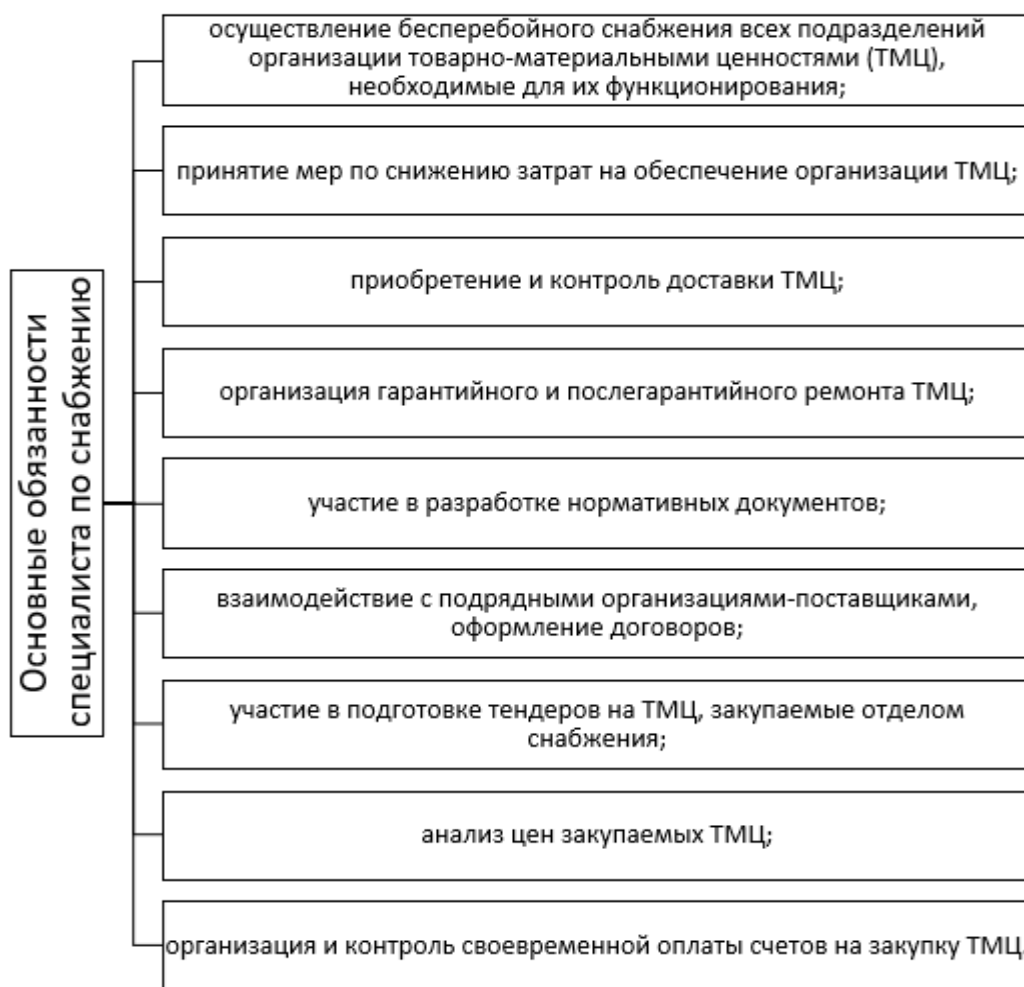 Основные обязанности
специалиста по снабжению
осуществление бесперебойного снабжения всех подразделений
организации товарно-материальными ценностями (ТМЦ),
необходимые для их функционирования;
принятие мер по снижению затрат на обеспечение организации ТМЦ;
приобретение и контроль доставки ТМЦ;
организация гарантийного и послегарантийного ремонта ТМЦ;
участие в разработке нормативных документов;
взаимодействие с подрядными организациями-поставщиками,
оформление договоров;
участие в подготовке тендеров на ТМЦ, закупаемые отделом
снабжения;
анализ цен закупаемых ТМЦ;
организация и контроль своевременной оплаты счетов на закупку ТМЦ.